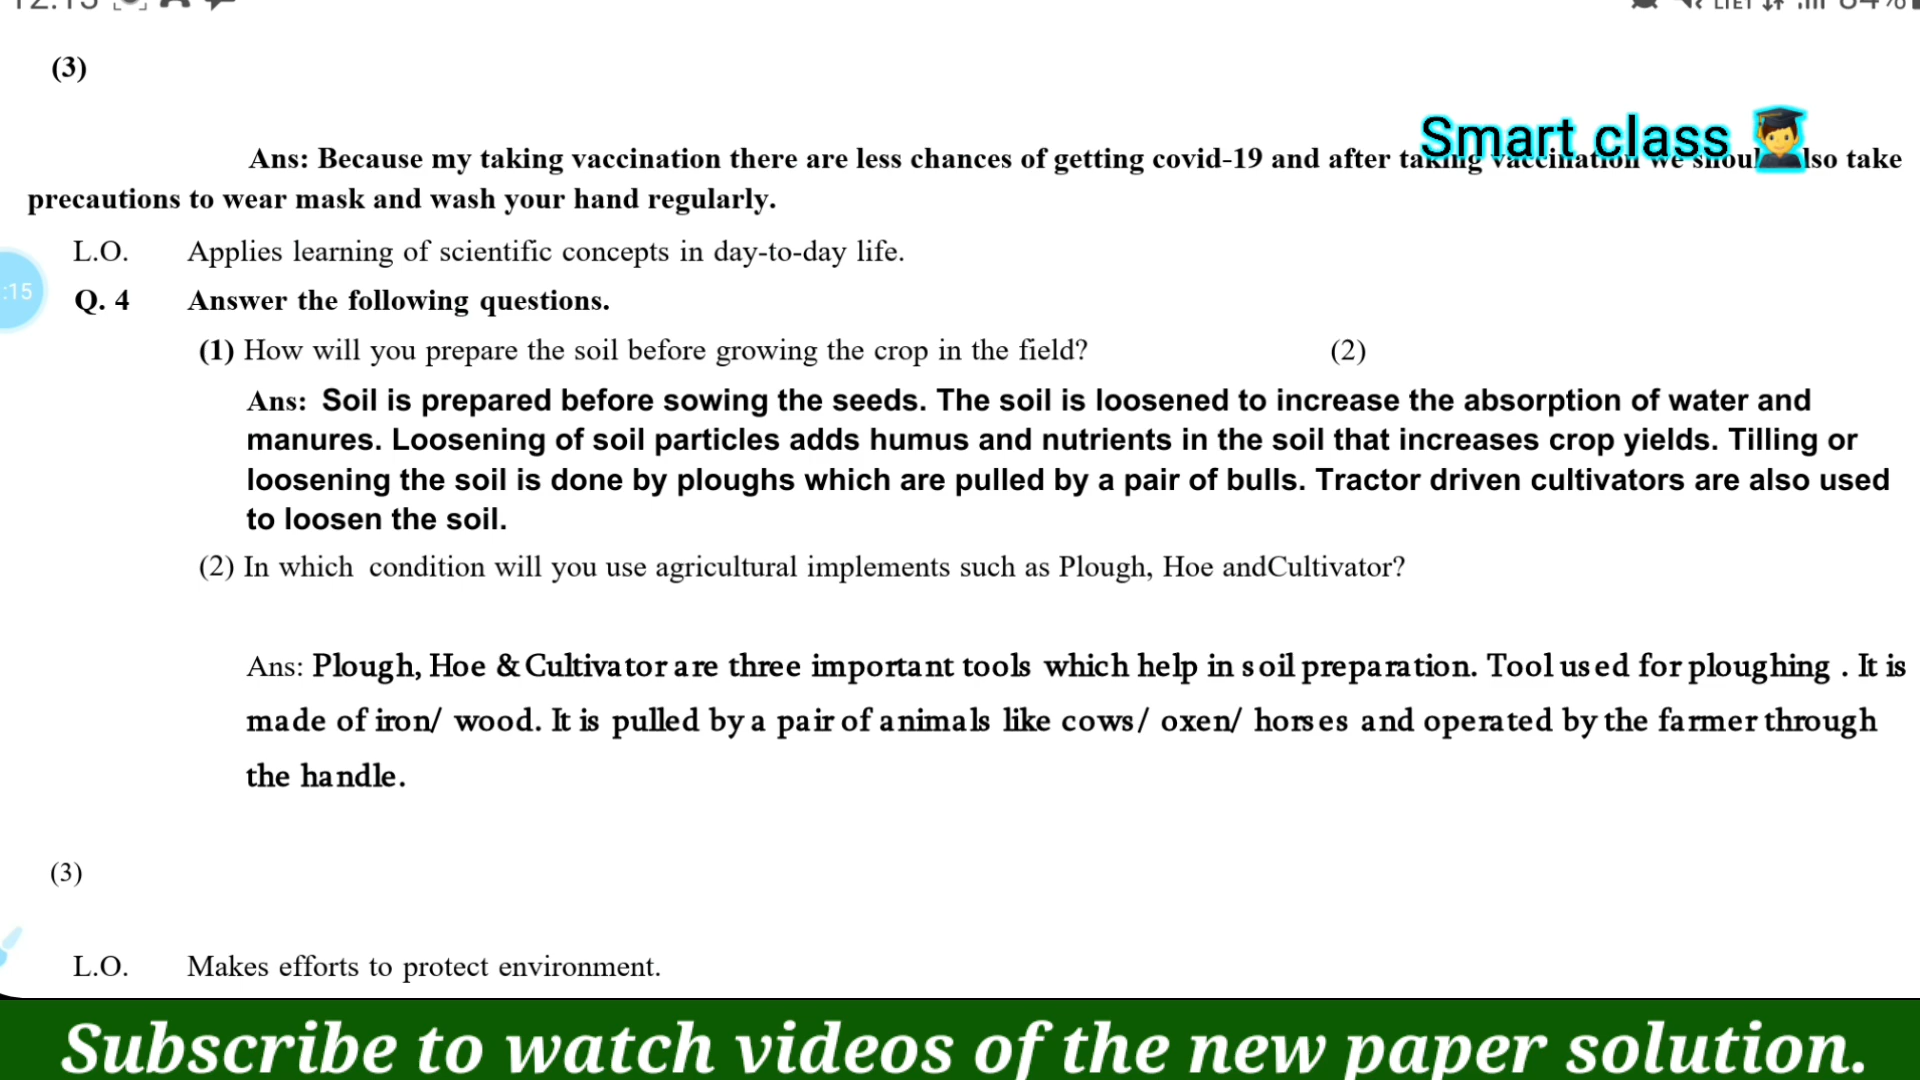 (3)
Smart class
Ans: Because my taking vaccination there are less chances of getting covid-19 and after taking vaccination we should also take
precautions to wear mask and wash your hand regularly.
L.O. Applies learning of scientific concepts in day-to-day life.
:15
Q. 4 Answer the following questions.
(1) How will you prepare the soil before growing the crop in the field? (2)
Ans: Soil is prepared before sowing the seeds. The soil is loosened to increase the absorption of water and
manures. Loosening of soil particles adds humus and nutrients in the soil that increases crop yields. Tilling or
loosening the soil is done by ploughs which are pulled by a pair of bulls. Tractor driven cultivators are also used
to loosen the soil.
(2) In which condition will you use agricultural implements such as Plough, Hoe andCultivator?
Ans: Plough, Hoe & Cultivator are three important tools which help in soil preparation. Tool used for ploughing . It is
made of iron/ wood. It is pulled by a pair of animals like cows/ oxen/ horses and operated by the farmer through
the handle.
(3)
L.O. Makes efforts to protect environment.
Subscribe to watch videos of the new paper solution.